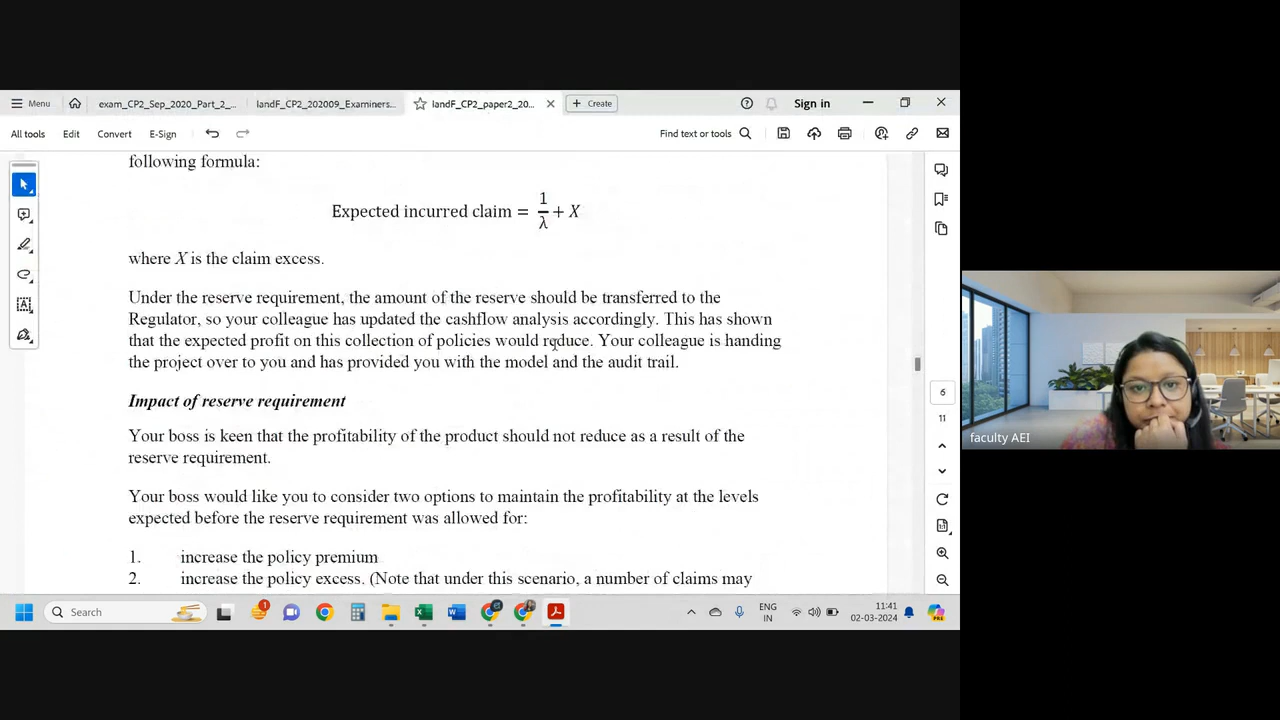 Menu
exam_CP2_Sep_2020_Part_2_...
IandF_CP2_202009_Examiners...
IandF_CP2_paper2_20...
Create
Sign in
All tools
Edit
Convert
E-Sign
Find text or tools
following formula:
Expected incurred claim = 1/λ + X
where X is the claim excess.
Under the reserve requirement, the amount of the reserve should be transferred to the
Regulator, so your colleague has updated the cashflow analysis accordingly. This has shown
that the expected profit on this collection of policies would reduce. Your colleague is handing
the project over to you and has provided you with the model and the audit trail.
Impact of reserve requirement
Your boss is keen that the profitability of the product should not reduce as a result of the
reserve requirement.
Your boss would like you to consider two options to maintain the profitability at the levels
expected before the reserve requirement was allowed for:
1. increase the policy premium
2. increase the policy excess. (Note that under this scenario, a number of claims may
6
11
faculty AEI
Search
1
ENG
IN
11:41
02-03-2024